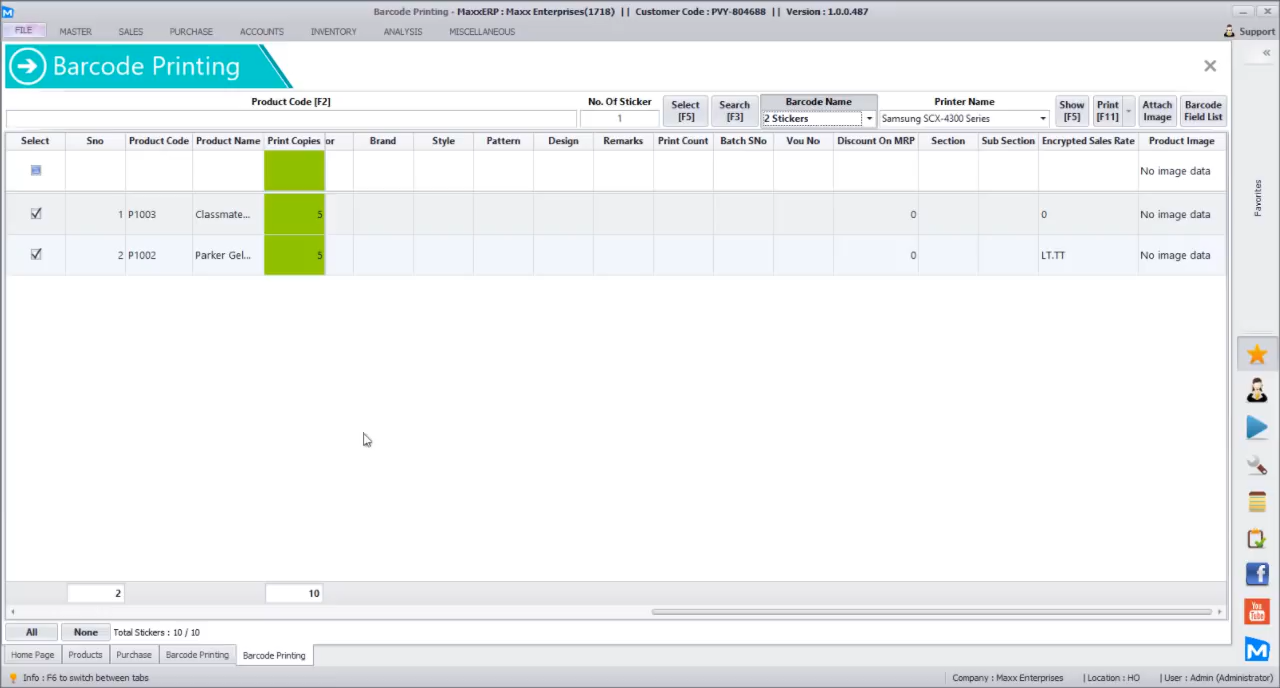 Barcode Printing - MaxxERP : Maxx Enterprises(1718) || Customer Code : PVY-804688 || Version : 1.0.0.487
FILE MASTER SALES PURCHASE ACCOUNTS INVENTORY ANALYSIS MISCELLANEOUS Support
Barcode Printing
Product Code [F2] No. Of Sticker Select [F5] Search [F3] Barcode Name Printer Name Show [F5] Print [F11] Attach Image Barcode Field List
1 2 Stickers Samsung SCX-4300 Series
Select Sno Product Code Product Name Print Copies or Brand Style Pattern Design Remarks Print Count Batch SNo Vou No Discount On MRP Section Sub Section Encrypted Sales Rate Product Image
No image data
1 P1003 Classmate... 5 0 0 No image data
2 P1002 Parker Gel... 5 0 LT.TT No image data
Favorites
2 10
All None Total Stickers : 10 / 10
Home Page Products Purchase Barcode Printing Barcode Printing
Info : F6 to switch between tabs Company : Maxx Enterprises | Location : HO | User : Admin (Administrator)
You Tube